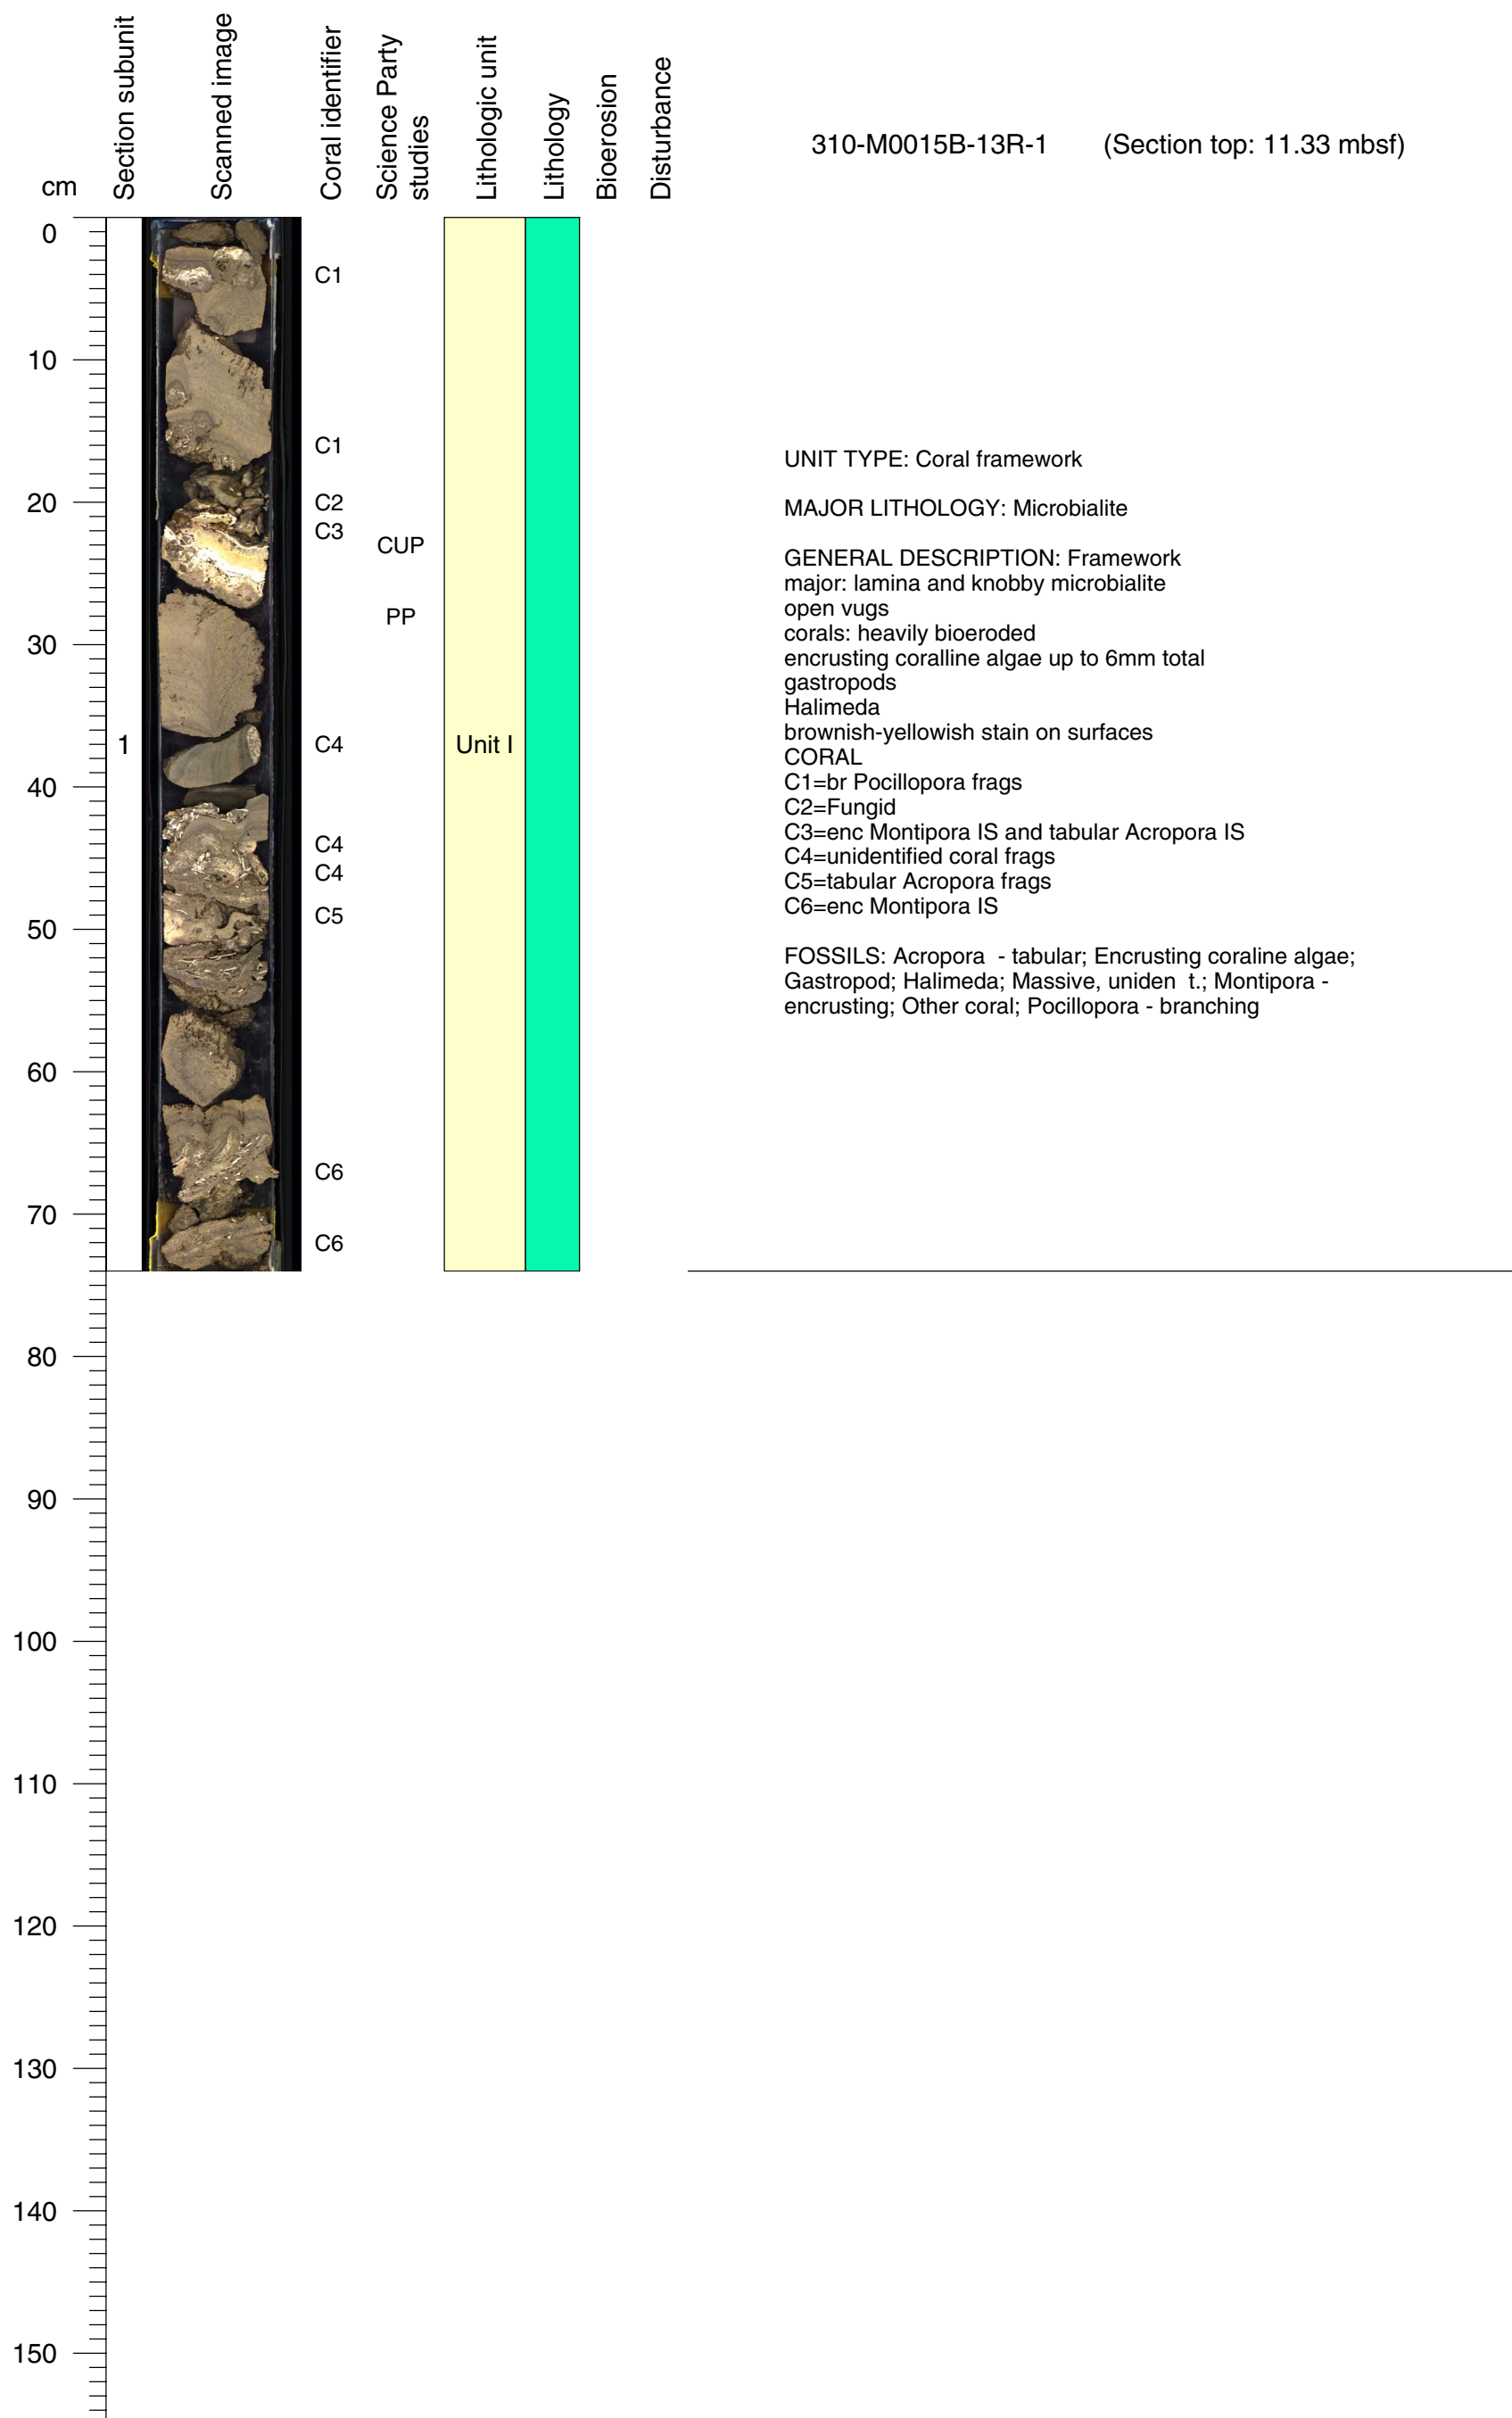 Section subunit
Scanned image
Coral identifier
Science Party
studies
Lithologic unit
Lithology
Bioerosion
Disturbance
310-M0015B-13R-1 (Section top: 11.33 mbsf)
cm
0
C1
10
C1
20
C2
C3
CUP
PP
30
1
C4
Unit I
40
C4
C4
C5
50
60
C6
70
C6
80
90
100
110
120
130
140
150
UNIT TYPE: Coral framework
MAJOR LITHOLOGY: Microbialite
GENERAL DESCRIPTION: Framework
major: lamina and knobby microbialite
open vugs
corals: heavily bioeroded
encrusting coralline algae up to 6mm total
gastropods
Halimeda
brownish-yellowish stain on surfaces
CORAL
C1=br Pocillopora frags
C2=Fungid
C3=enc Montipora IS and tabular Acropora IS
C4=unidentified coral frags
C5=tabular Acropora frags
C6=enc Montipora IS
FOSSILS: Acropora - tabular; Encrusting coraline algae;
Gastropod; Halimeda; Massive, uniden t.; Montipora -
encrusting; Other coral; Pocillopora - branching